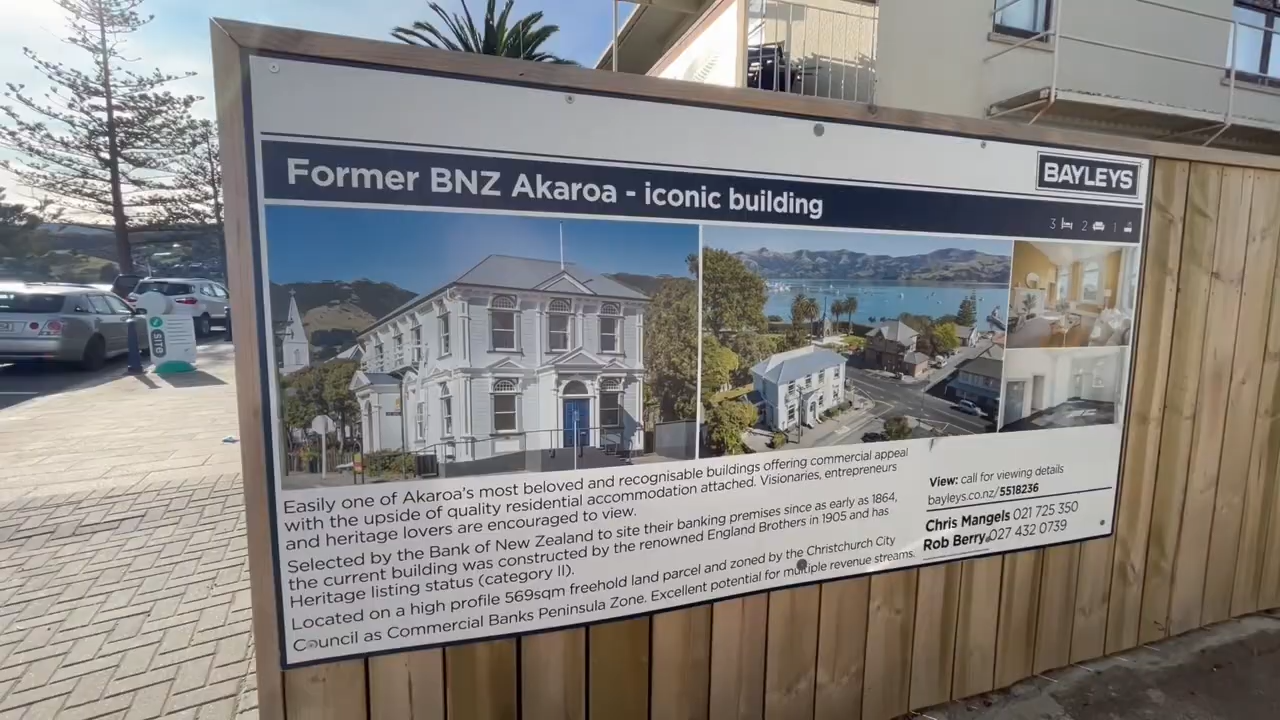 BAYLEYS
Former BNZ Akaroa - iconic building
3 2 1
Easily one of Akaroa's most beloved and recognisable buildings offering commercial appeal
with the upside of quality residential accommodation attached. Visionaries, entrepreneurs
and heritage lovers are encouraged to view.
Selected by the Bank of New Zealand to site their banking premises since as early as 1864,
the current building was constructed by the renowned England Brothers in 1905 and has
Heritage listing status (category II).
Located on a high profile 569sqm freehold land parcel and zoned by the Christchurch City
Council as Commercial Banks Peninsula Zone. Excellent potential for multiple revenue streams.
View: call for viewing details
bayleys.co.nz/5518236
Chris Mangels 021 725 350
Rob Berry 027 432 0739
SITE